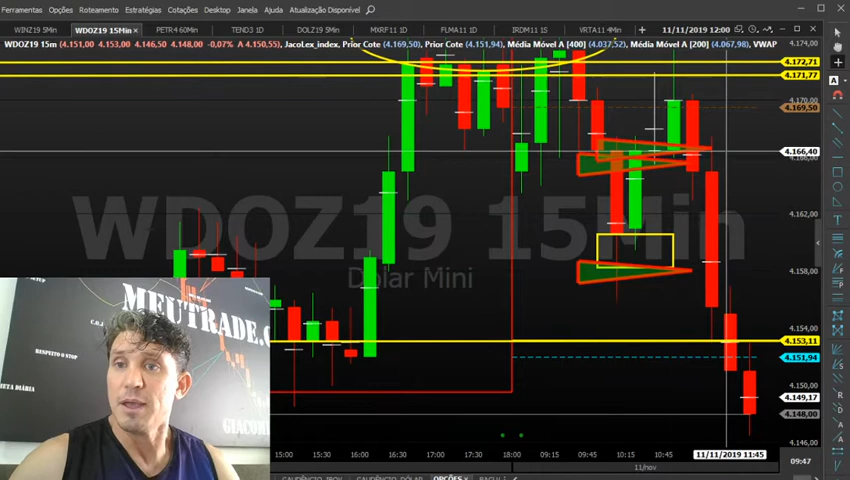 Ferramentas Opções Roteamento Estratégias Cotações Desktop Janela Ajuda Atualização Disponível
WINZ19 5Min WDOZ19 15Min × PETR4 60Min TEND3 1D DOLZ19 5Min MXRF11 1D FLMA11 1D IRDM11 1D VRTA11 4Min 11/11/2019 12:00
WDOZ19 15m (A 4.151,00 4.153,00 4.146,50 4.148,00 -0,07% A 4.150,55), JacoLex_index, Prior Cote (4.169,50), Prior Cote (4.151,94), Média Móvel A [400] (4.037,52), Média Móvel A [200] (4.067,98), VWAP
4.174,00
4.172,71
4.171,77
4.170,00
4.169,50
4.166,40
4.166,00
4.162,00
WDOZ19 15Min
Dolar Mini
4.158,00
4.154,00
4.153,11
4.151,94
4.150,00
4.149,17
4.148,00
4.146,00
MEUTRADE.C
RESPEITO O STOP
META DIÁRIA
GIACOM
15:00 15:30 16:00 16:30 17:00 17:30 18:00 09:15 09:45 10:15 10:45 11/11/2019 11:45
11/nov
09:47
CAUDÊNCIO_DÓLAR OPÇÕES